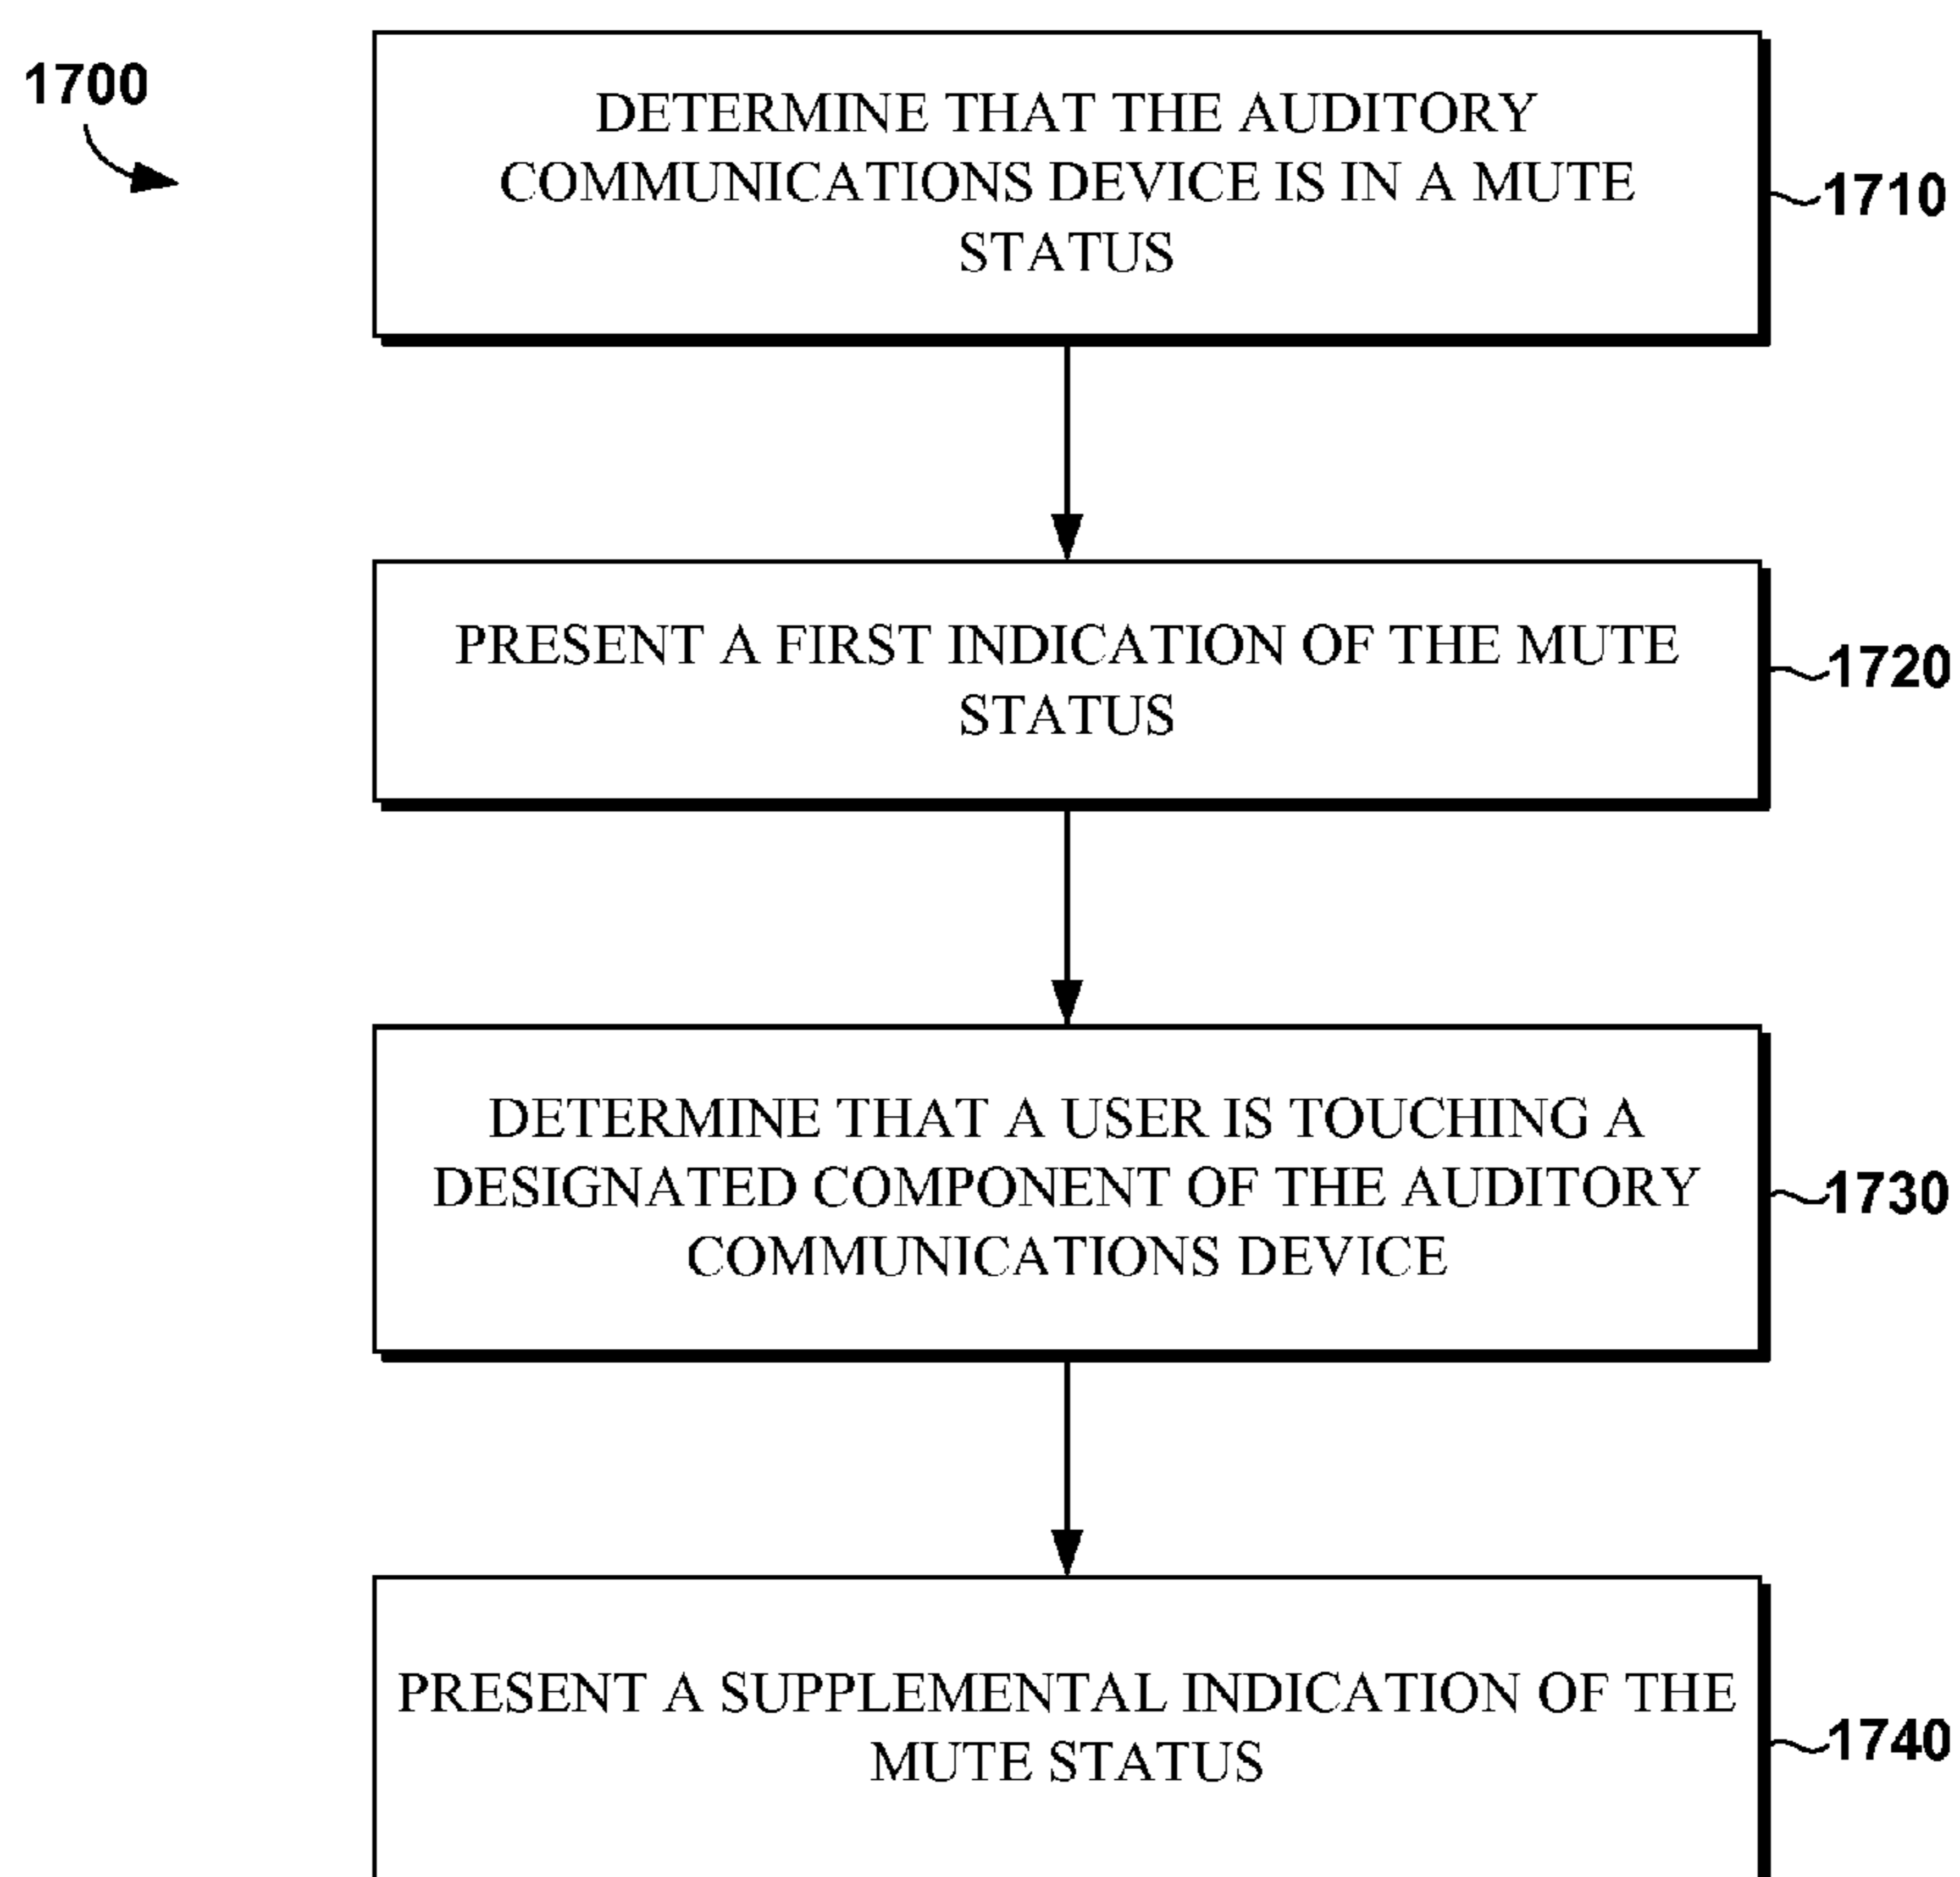 1700
DETERMINE THAT THE AUDITORY
COMMUNICATIONS DEVICE IS IN A MUTE
STATUS
1710
PRESENT A FIRST INDICATION OF THE MUTE
STATUS
1720
DETERMINE THAT A USER IS TOUCHING A
DESIGNATED COMPONENT OF THE AUDITORY
COMMUNICATIONS DEVICE
1730
PRESENT A SUPPLEMENTAL INDICATION OF THE
MUTE STATUS
1740